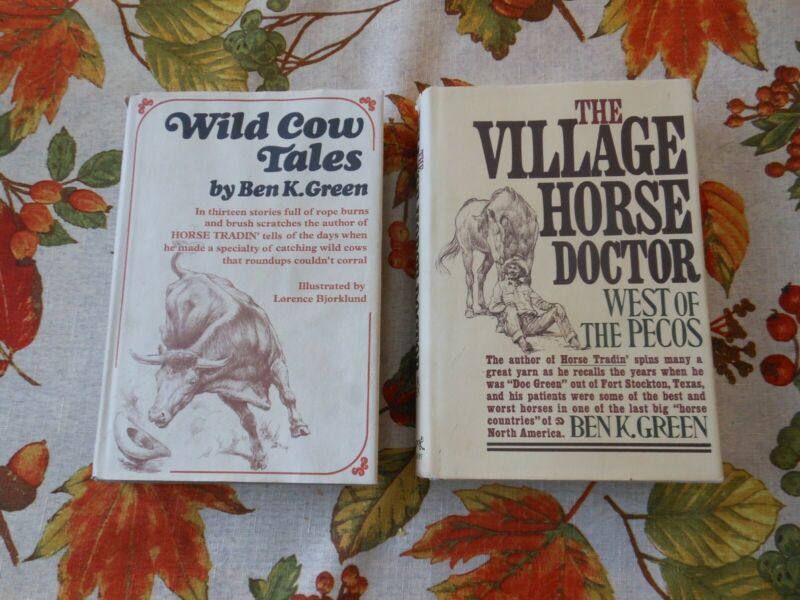 Wild Cow
Tales
by Ben K. Green
In thirteen stories full of rope burns
and brush scratches the author of
HORSE TRADIN' tells of the days when
he made a specialty of catching wild cows
that roundups couldn't corral
Illustrated by
Lorence Bjorklund
THE
VILLAGE
HORSE
DOCTOR
WEST OF
THE PECOS
The author of Horse Tradin' spins many a
great yarn as he recalls the years when he
was "Doc Green" out of Fort Stockton, Texas,
and his patients were some of the best and
worst horses in one of the last big "horse
countries" of
North America. BEN K. GREEN